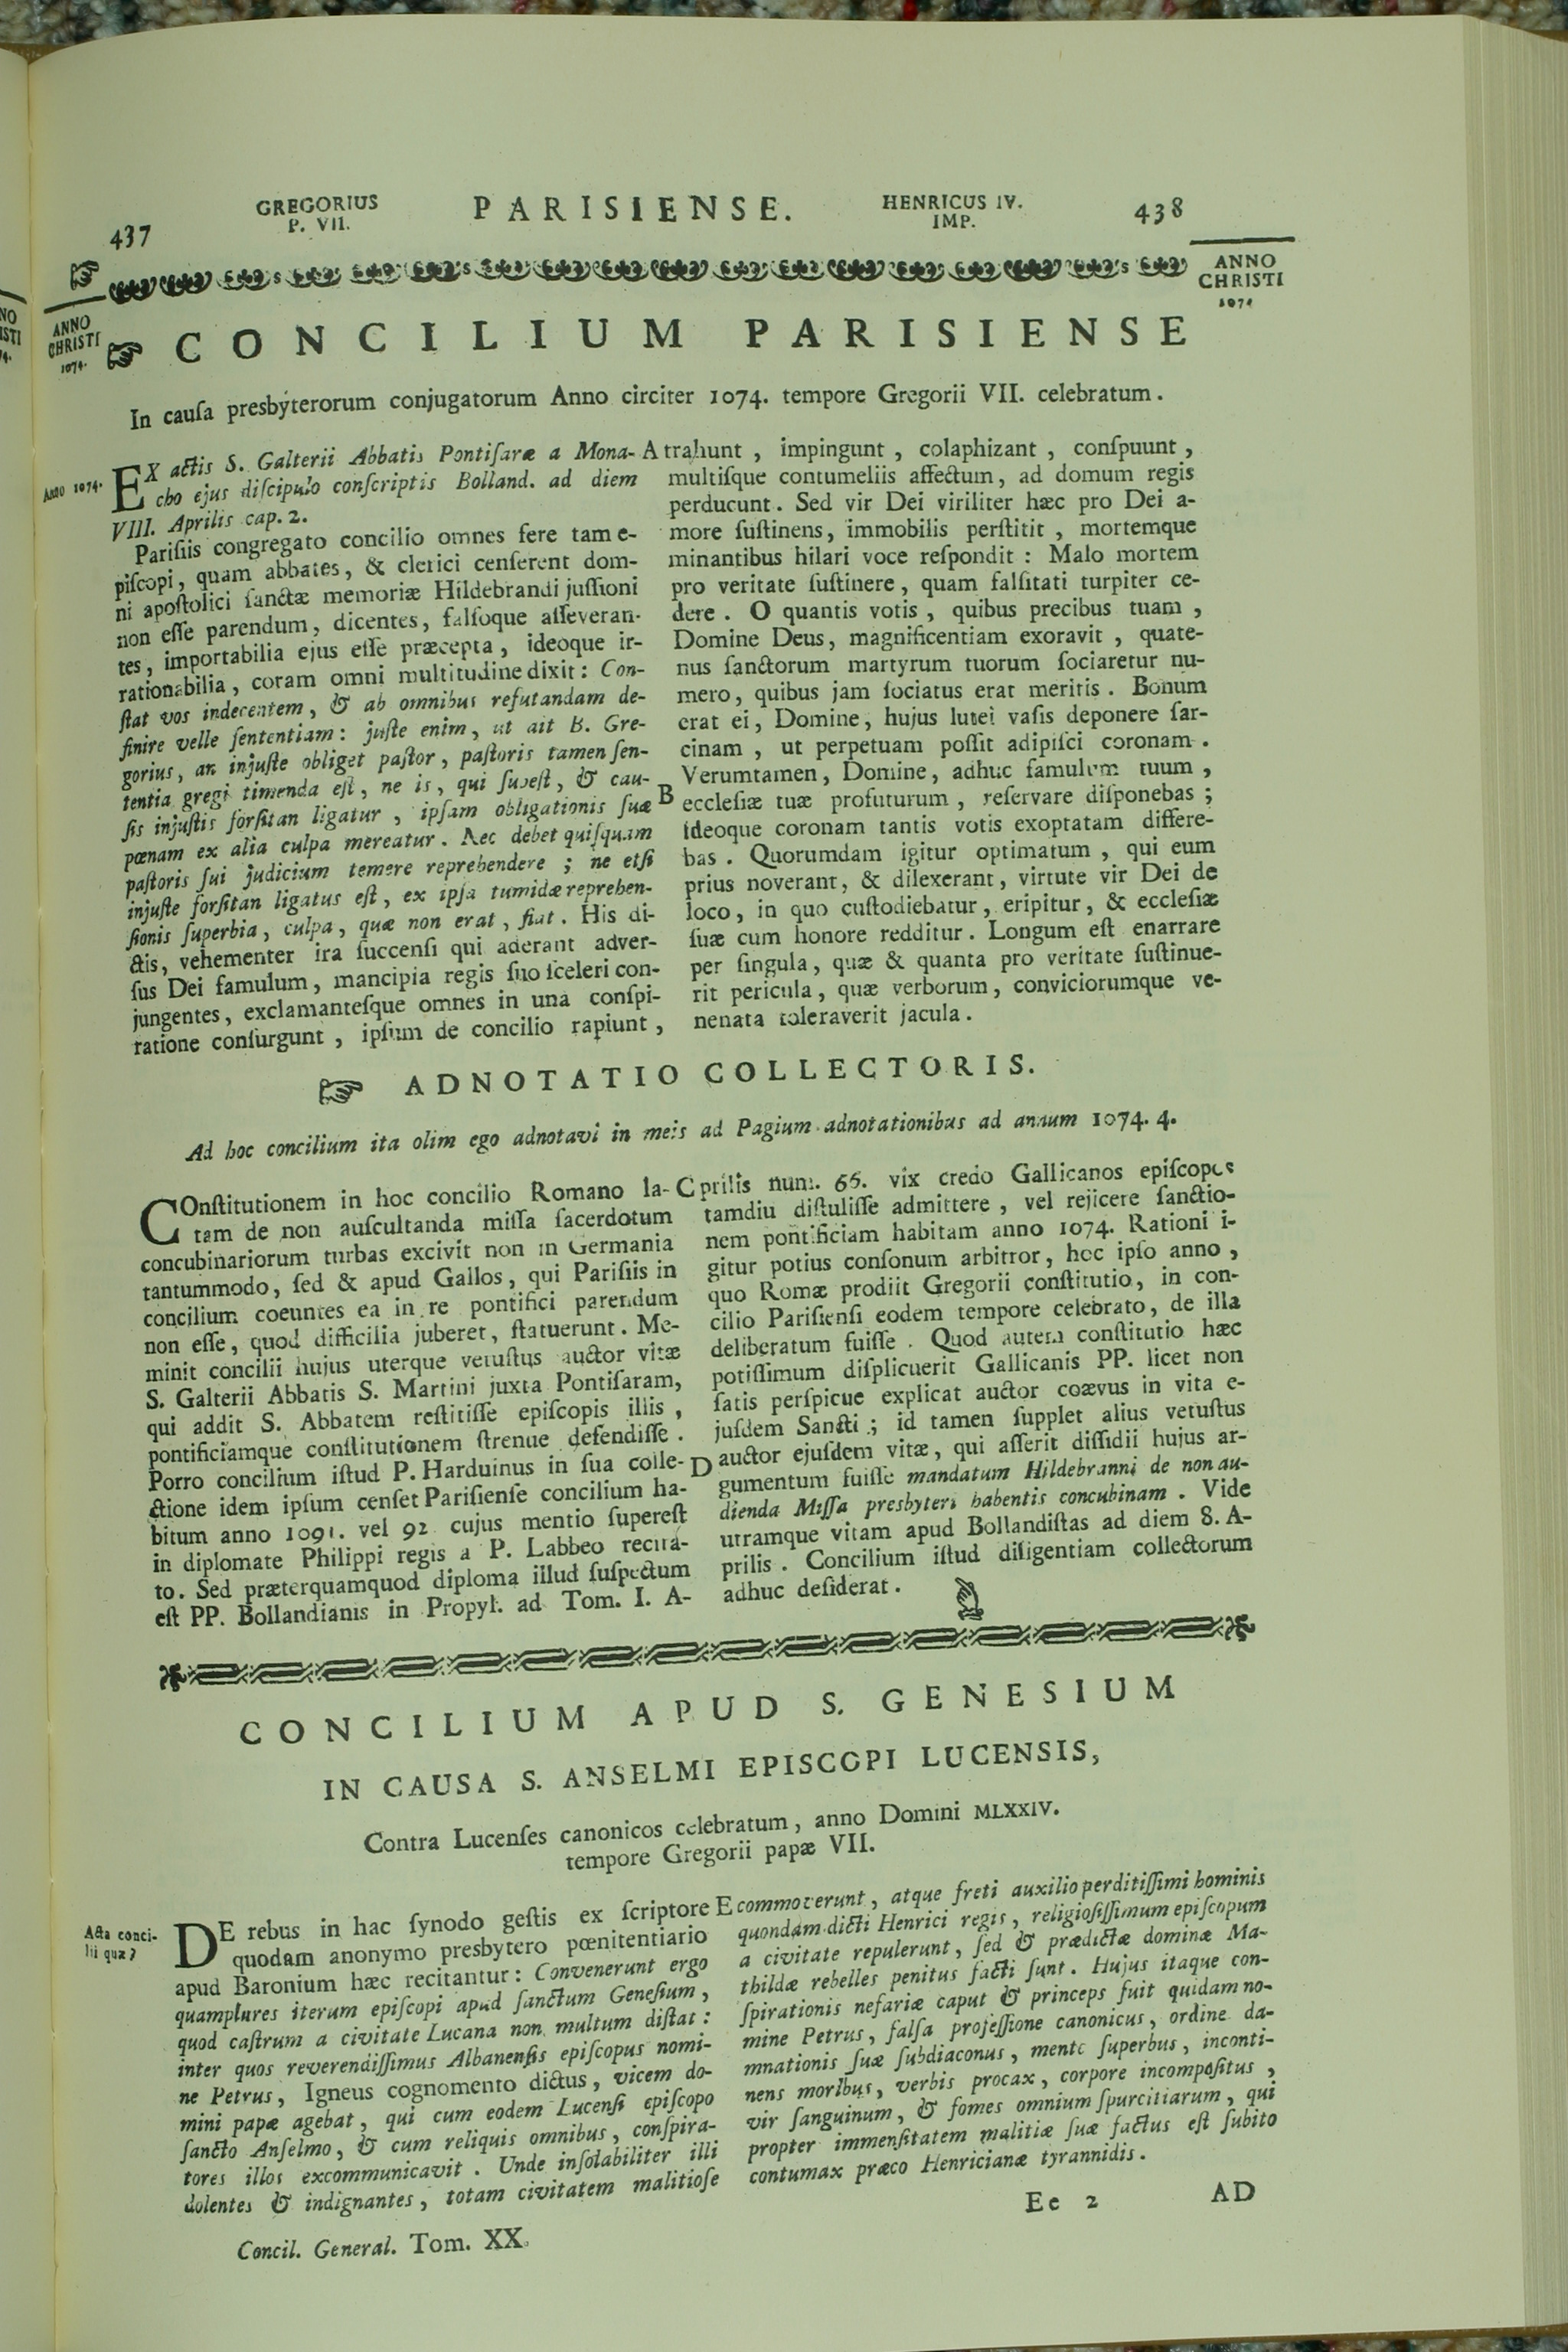 437
GREGORIUS
P. VII.
PARISIENSE.
HENRICUS IV.
IMP.
438
ANNO
CHRISTI
1074.
ANNO
CHRISTI
1074
CONCILIUM PARISIENSE
In cauſa presbyterorum conjugatorum Anno circiter 1074. tempore Gregorii VII. celebratum.
Anno 1074.
EX actis S. Galterii Abbatis Pontiſaræ a Mona-
cho ejus diſcipulo conſcriptis Bolland. ad diem
VIII. Aprilis cap. 2.
Pariſiis congregato concilio omnes fere tam e-
piſcopi, quam abbates, & clerici cenſerent dom-
ni apoſtolici ſanctæ memoriæ Hildebrandi juſſioni
non eſſe parendum, dicentes, falſoque aſſeveran-
tes, importabilia ejus eſſe præcepta, ideoque ir-
rationabilia, coram omni multitudine dixit: Con-
ſtat vos indecentem, & ab omnibus refutandam de-
finire velle ſententiam: juſte enim, ut ait B. Gre-
gorius, an injuſte obliget paſtor, paſtoris tamen ſen-
tentia gregi timenda eſt, ne is, qui ſubeſt, & cau-
ſis injuſtis forſitan ligatur, ipſam obligationis ſuæ
pœnam ex alia culpa mereatur. Nec debet quiſquam
paſtoris ſui judicium temere reprehendere; ne etſi
injuſte forſitan ligatus eſt, ex ipſa tumidæ reprehen-
ſionis ſuperbia, culpa, quæ non erat, fiat. His di-
ctis, vehementer ira ſuccenſi qui aderant adver-
ſus Dei famulum, mancipia regis ſuo ſceleri con-
jungentes, exclamanteſque omnes in una conſpi-
ratione conſurgunt, ipſum de concilio rapiunt,
A trahunt, impingunt, colaphizant, conſpuunt,
multiſque contumeliis affectum, ad domum regis
perducunt. Sed vir Dei viriliter hæc pro Dei a-
more ſuſtinens, immobilis perſtitit, mortemque
minantibus hilari voce reſpondit: Malo mortem
pro veritate ſuſtinere, quam falſitati turpiter ce-
dere. O quantis votis, quibus precibus tuam,
Domine Deus, magnificentiam exoravit, quate-
nus ſanctorum martyrum tuorum ſociaretur nu-
mero, quibus jam ſociatus erat meritis. Bonum
erat ei, Domine, hujus lutei vaſis deponere ſar-
cinam, ut perpetuam poſſit adipiſci coronam.
Verumtamen, Domine, adhuc famulum tuum,
B eccleſiæ tuæ profuturum, reſervare diſponebas;
ideoque coronam tantis votis exoptatam differe-
bas. Quorumdam igitur optimatum, qui eum
prius noverant, & dilexerant, virtute vir Dei de
loco, in quo cuſtodiebatur, eripitur, & eccleſiæ
ſuæ cum honore redditur. Longum eſt enarrare
per ſingula, quæ & quanta pro veritate ſuſtinue-
rit pericula, quæ verborum, conviciorumque ve-
nenata toleraverit jacula.
ADNOTATIO COLLECTORIS.
Ad hoc concilium ita olim ego adnotavi in meis ad Pagium adnotationibus ad annum 1074. 4.
COnſtitutionem in hoc concilio Romano la-
tam de non auſcultanda miſſa ſacerdotum
concubinariorum turbas excivit non in Germania
tantummodo, ſed & apud Gallos, qui Pariſiis in
concilium coeuntes ea in re pontifici parendum
non eſſe, quod difficilia juberet, ſtatuerunt. Me-
minit concilii hujus uterque vetuſtus auctor vitæ
S. Galterii Abbatis S. Martini juxta Pontiſaram,
qui addit S. Abbatem reſtitiſſe epiſcopis illis,
pontificiamque conſtitutionem ſtrenue defendiſſe.
Porro concilium iſtud P. Harduinus in ſua colle-
ctione idem ipſum cenſet Pariſienſe concilium ha-
bitum anno 1091. vel 92 cujus mentio ſupereſt
in diplomate Philippi regis a P. Labbeo recita-
to. Sed præterquamquod diploma illud ſuſpectum
eſt PP. Bollandianis in Propyl. ad Tom. I. A-
C prilis num. 66. vix credo Gallicanos epiſcopos
tamdiu diſtuliſſe admittere, vel rejicere ſanctio-
nem pontificiam habitam anno 1074. Rationi i-
gitur potius conſonum arbitror, hoc ipſo anno,
quo Romæ prodiit Gregorii conſtitutio, in con-
cilio Pariſienſi eodem tempore celebrato, de illa
deliberatum fuiſſe. Quod autem conſtitutio hæc
potiſſimum diſplicuerit Gallicanis PP. licet non
ſatis perſpicue explicat auctor coævus in vita e-
juſdem Sancti; id tamen ſupplet alius vetuſtus
D auctor ejuſdem vitæ, qui aſſerit diſſidii hujus ar-
gumentum fuiſſe mandatum Hildebranni de non au-
dienda Miſſa presbyteri habentis concubinam. Vide
utramque vitam apud Bollandiſtas ad diem 8. A-
prilis. Concilium iſtud diligentiam collectorum
adhuc deſiderat.
CONCILIUM APUD S. GENESIUM
IN CAUSA S. ANSELMI EPISCOPI LUCENSIS,
Contra Lucenſes canonicos celebratum, anno Domini MLXXIV.
tempore Gregorii papæ VII.
Acta conci-
lii quæ?
DE rebus in hac ſynodo geſtis ex ſcriptore
quodam anonymo presbytero pœnitentiario
apud Baronium hæc recitantur: Convenerunt ergo
quamplures iterum epiſcopi apud ſanctum Geneſium,
quod caſtrum a civitate Lucana non multum diſtat:
inter quos reverendiſſimus Albanenſis epiſcopus nomi-
ne Petrus, Igneus cognomento dictus, vicem do-
mini papæ agebat, qui cum eodem Lucenſi epiſcopo
ſancto Anſelmo, & cum reliquis omnibus, conſpira-
tores illos excommunicavit. Unde inſolabiliter illi
dolentes & indignantes, totam civitatem malitioſe
E commoverunt, atque freti auxilio perditiſſimi hominis
quondam dicti Henrici regis, religioſiſſimum epiſcopum
a civitate repulerunt, ſed & prædictæ dominæ Ma-
thildæ rebelles penitus facti ſunt. Hujus itaque con-
ſpirationis nefariæ caput & princeps fuit quidam no-
mine Petrus, falſa profeſſione canonicus, ordine da-
mnationis ſuæ ſubdiaconus, mente ſuperbus, inconti-
nens moribus, verbis procax, corpore incompoſitus,
vir ſanguinum, & fomes omnium ſpurcitiarum, qui
propter immenſitatem malitiæ ſuæ factus eſt ſubito
contumax præco Henricianæ tyrannidis.
Concil. General. Tom. XX.
Ee 2
AD